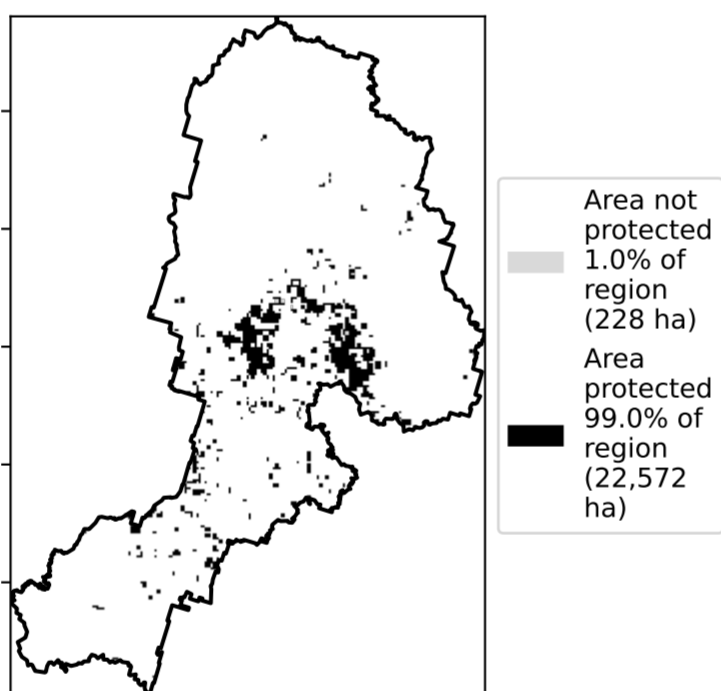 Area not
protected
1.0% of
region
(228 ha)
Area
protected
99.0% of
region
(22,572
ha)